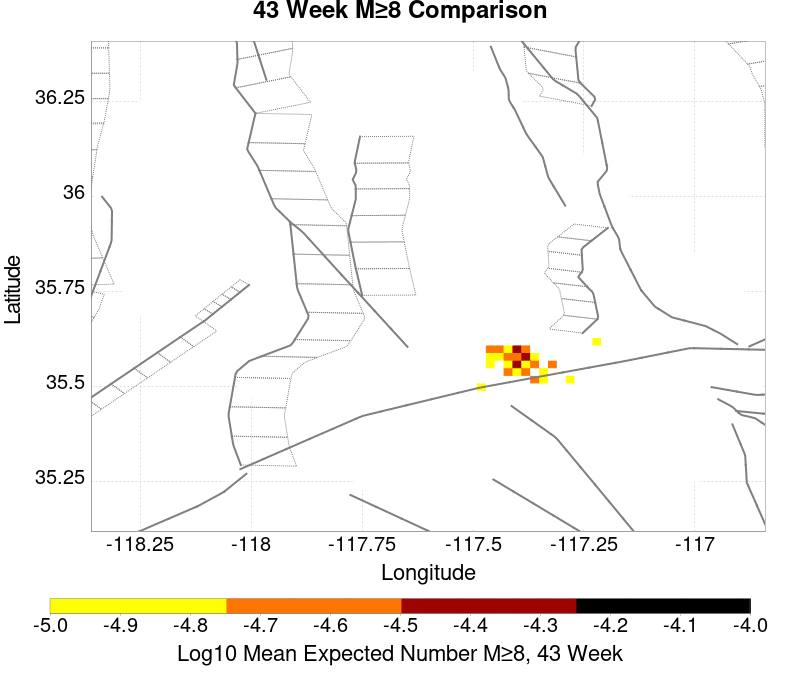 43 Week M≥8 Comparison
36.25
36
35.75
35.5
35.25
Latitude
-118.25 -118 -117.75 -117.5 -117.25 -117
Longitude
-5.0 -4.9 -4.8 -4.7 -4.6 -4.5 -4.4 -4.3 -4.2 -4.1 -4.0
Log10 Mean Expected Number M≥8, 43 Week